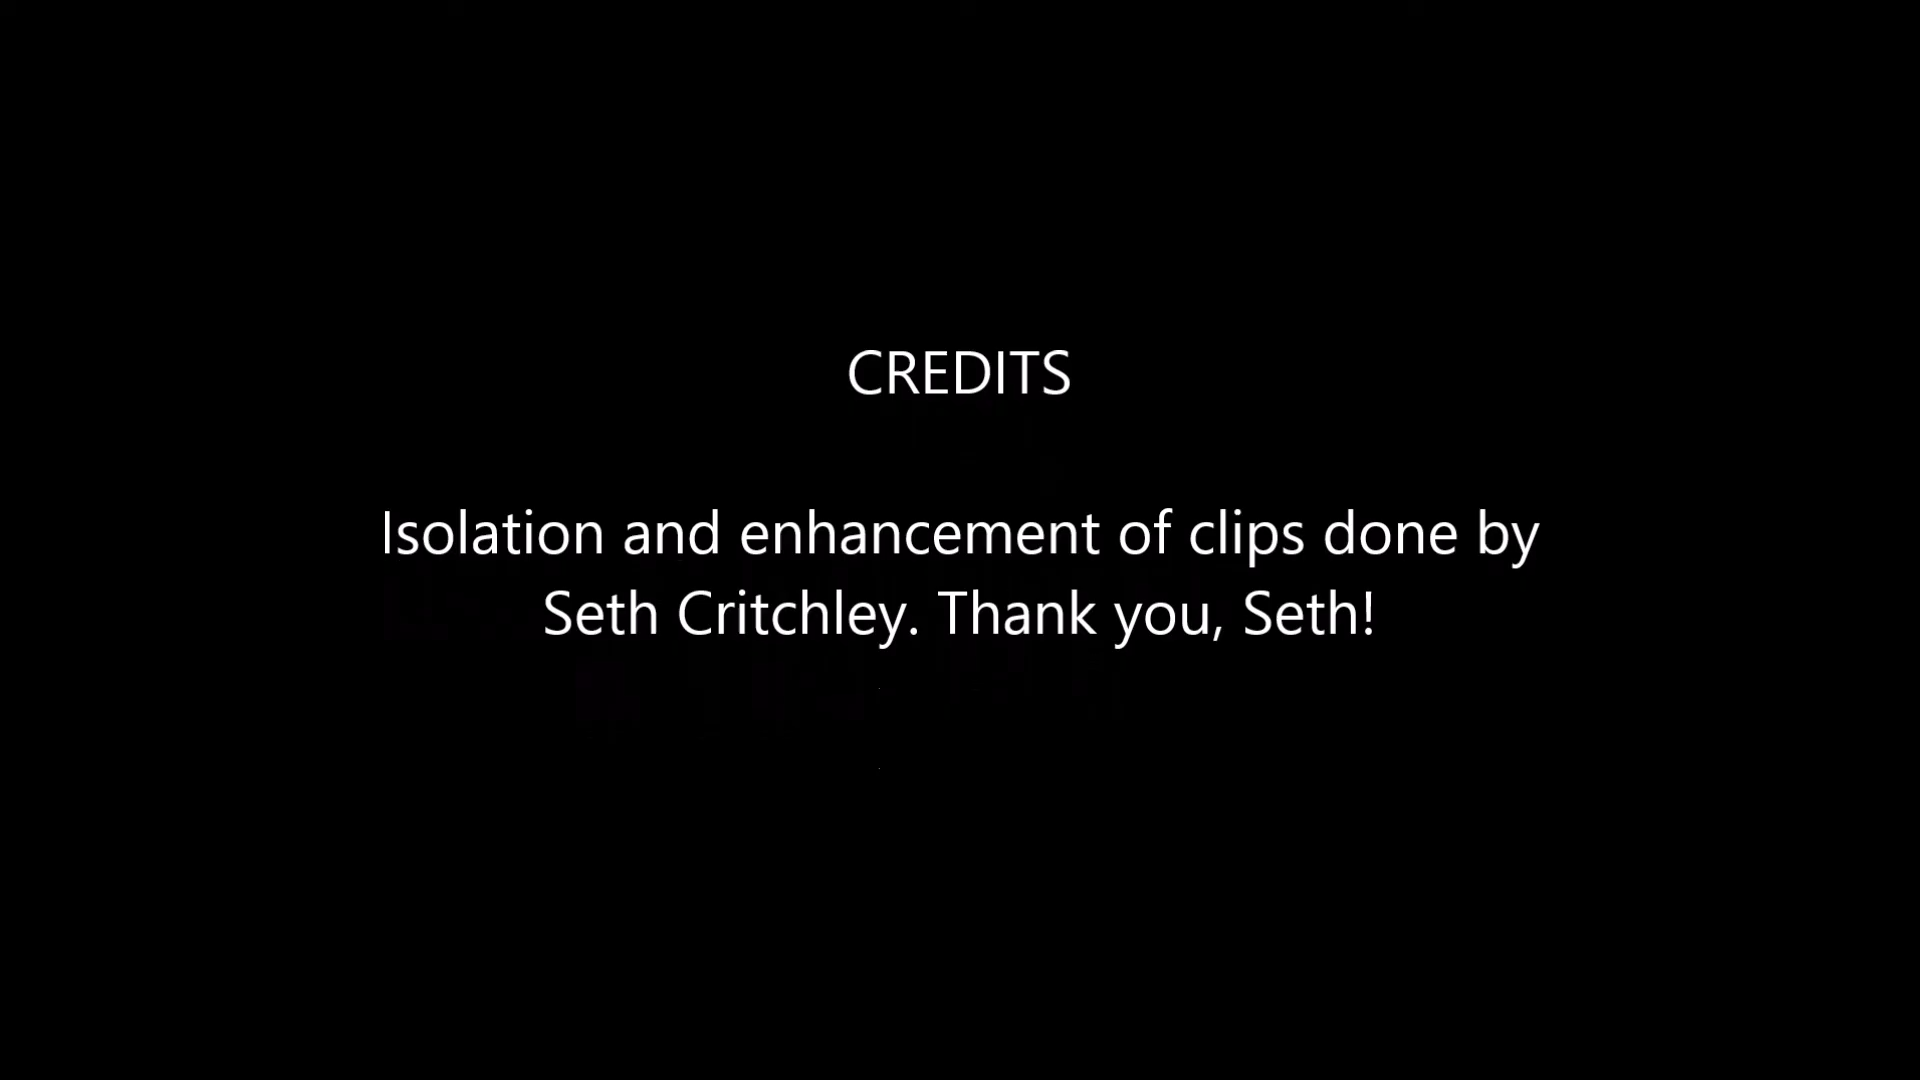 CREDITS
Isolation and enhancement of clips done by
Seth Critchley. Thank you, Seth!